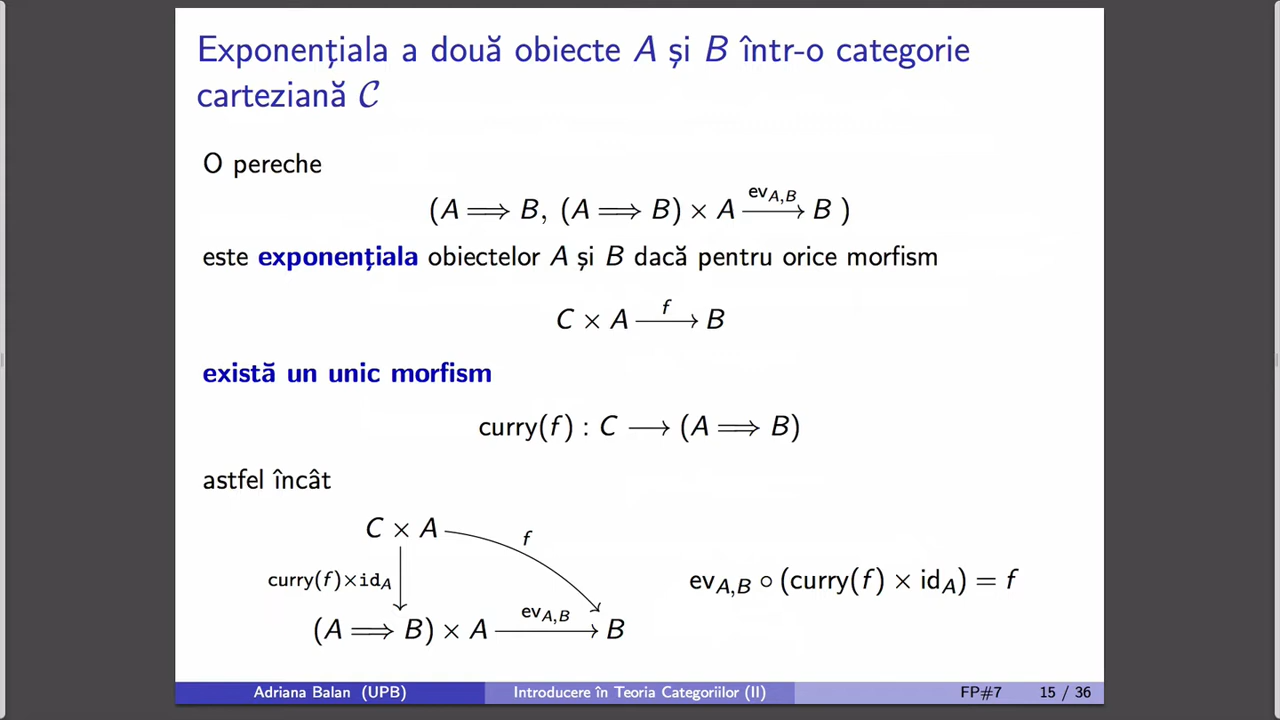 Exponențiala a două obiecte A și B într-o categorie
carteziană 𝒞
O pereche
(A ⟹ B, (A ⟹ B) × A ⟶ B )
ev_{A,B}
este exponențiala obiectelor A și B dacă pentru orice morfism
C × A ⟶ B
f
există un unic morfism
curry(f) : C ⟶ (A ⟹ B)
astfel încât
C × A
f
curry(f)×id_A
ev_{A,B} ∘ (curry(f) × id_A) = f
ev_{A,B}
(A ⟹ B) × A ⟶ B
Adriana Balan (UPB) Introducere în Teoria Categoriilor (II) FP#7 15 / 36